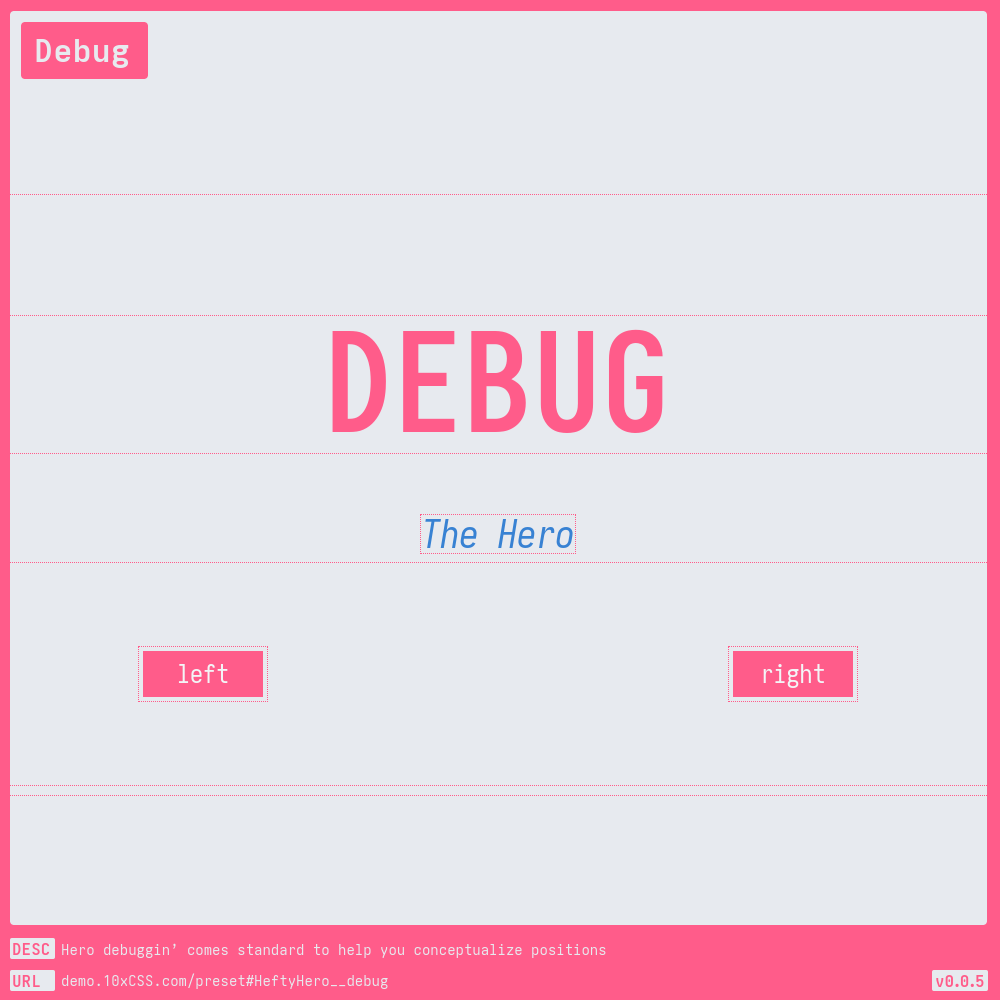 Debug
DEBUG
The Hero
left right
DESC Hero debuggin’ comes standard to help you conceptualize positions
URL demo.10xCSS.com/preset#HeftyHero__debug v0.0.5